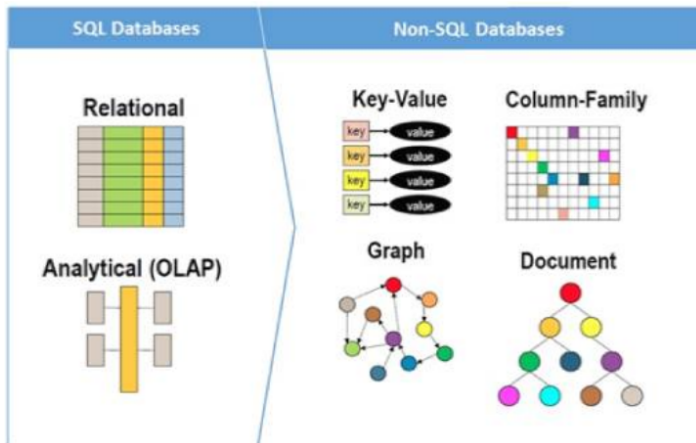 SQL Databases
Non-SQL Databases
Relational
Analytical (OLAP)
Key-Value
key value
key value
key value
key value
Column-Family
Graph
Document